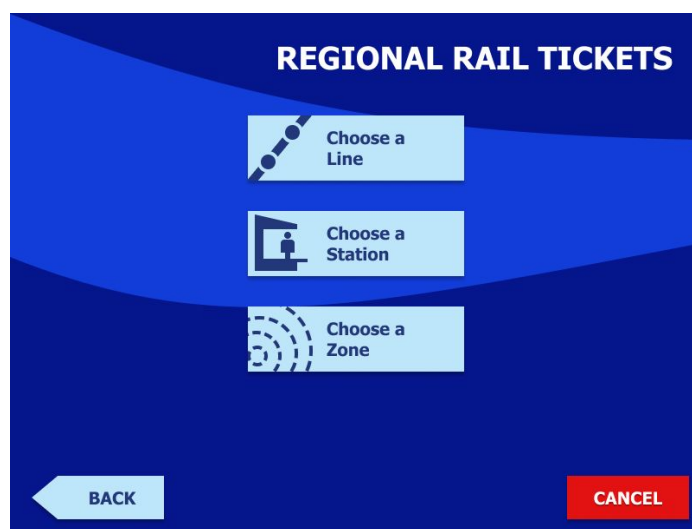 REGIONAL RAIL TICKETS
Choose a
Line
Choose a
Station
Choose a
Zone
BACK
CANCEL